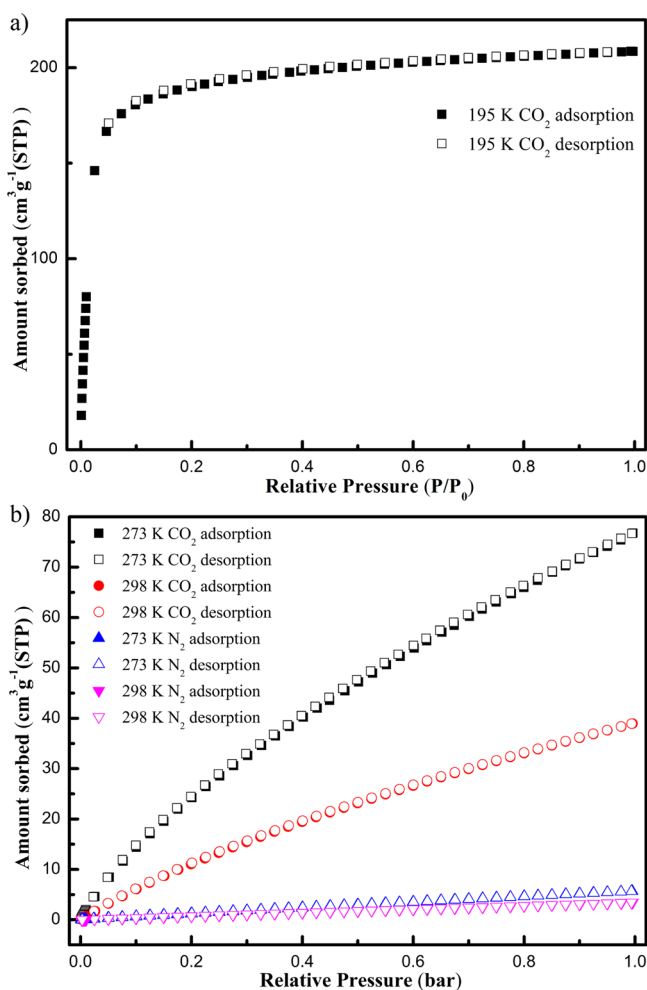 a)
200
100
0
Amount sorbed (cm³g⁻¹(STP))
195 K CO₂ adsorption
195 K CO₂ desorption
0.0 0.2 0.4 0.6 0.8 1.0
Relative Pressure (P/P₀)
b)
80
70
60
50
40
30
20
10
0
Amount sorbed (cm³g⁻¹(STP))
273 K CO₂ adsorption
273 K CO₂ desorption
298 K CO₂ adsorption
298 K CO₂ desorption
273 K N₂ adsorption
273 K N₂ desorption
298 K N₂ adsorption
298 K N₂ desorption
0.0 0.2 0.4 0.6 0.8 1.0
Relative Pressure (bar)